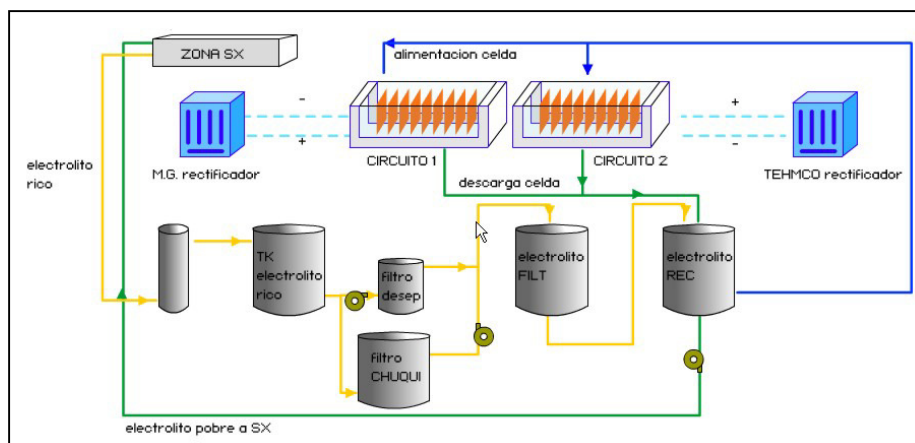 ZONA SX
alimentacion celda
-
+
+
-
electrolito
rico
M.G. rectificador
CIRCUITO 1
CIRCUITO 2
TEHMCO rectificador
descarga celda
TK
electrolito
rico
filtro
desep
electrolito
FILT
electrolito
REC
filtro
CHUQUI
electrolito pobre a SX